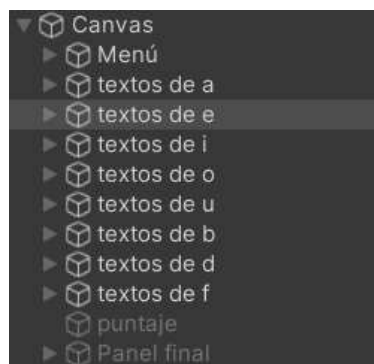 Canvas
Menú
textos de a
textos de e
textos de i
textos de o
textos de u
textos de b
textos de d
textos de f
puntaje
Panel final